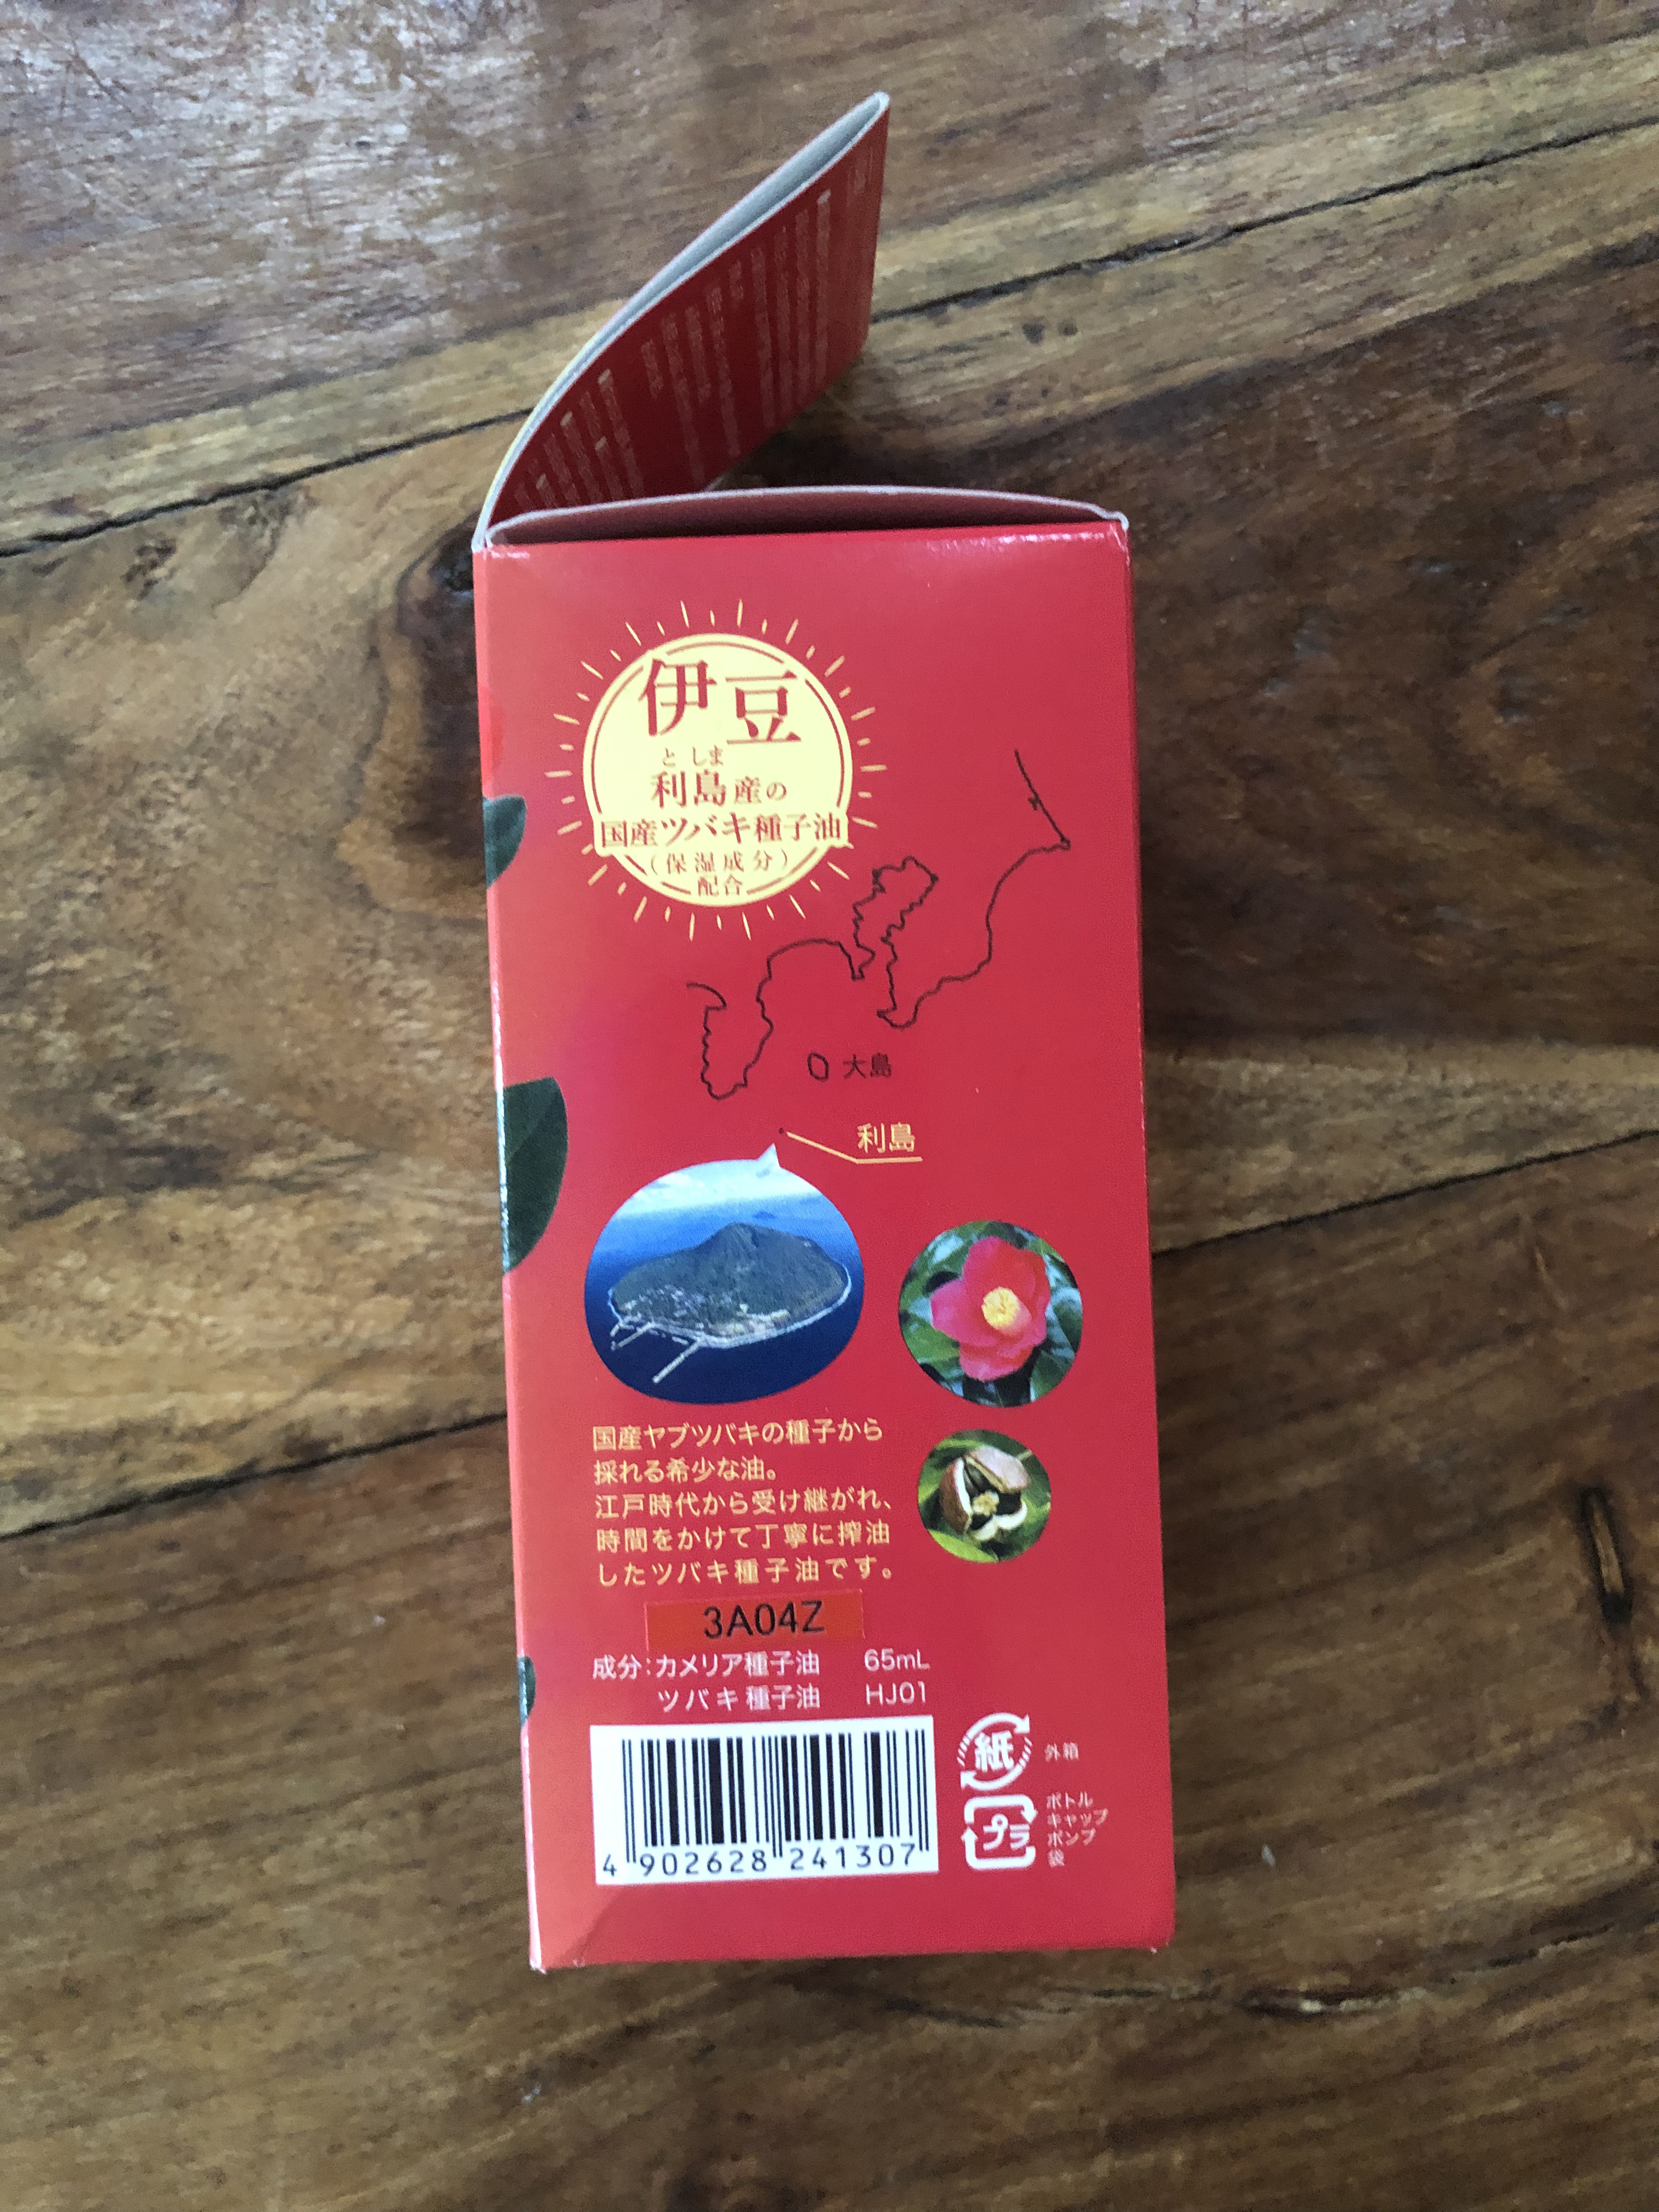 伊豆
としま
利島産の
国産ツバキ種子油
(保湿成分)
配合
大島
利島
国産ヤブツバキの種子から
採れる希少な油。
江戸時代から受け継がれ、
時間をかけて丁寧に搾油
したツバキ種子油です。
3A04Z
成分:カメリア種子油 65mL
ツバキ種子油 HJ01
4 902628 241307
紙 外箱
プラ
ボトル
キャップ
ポンプ
袋